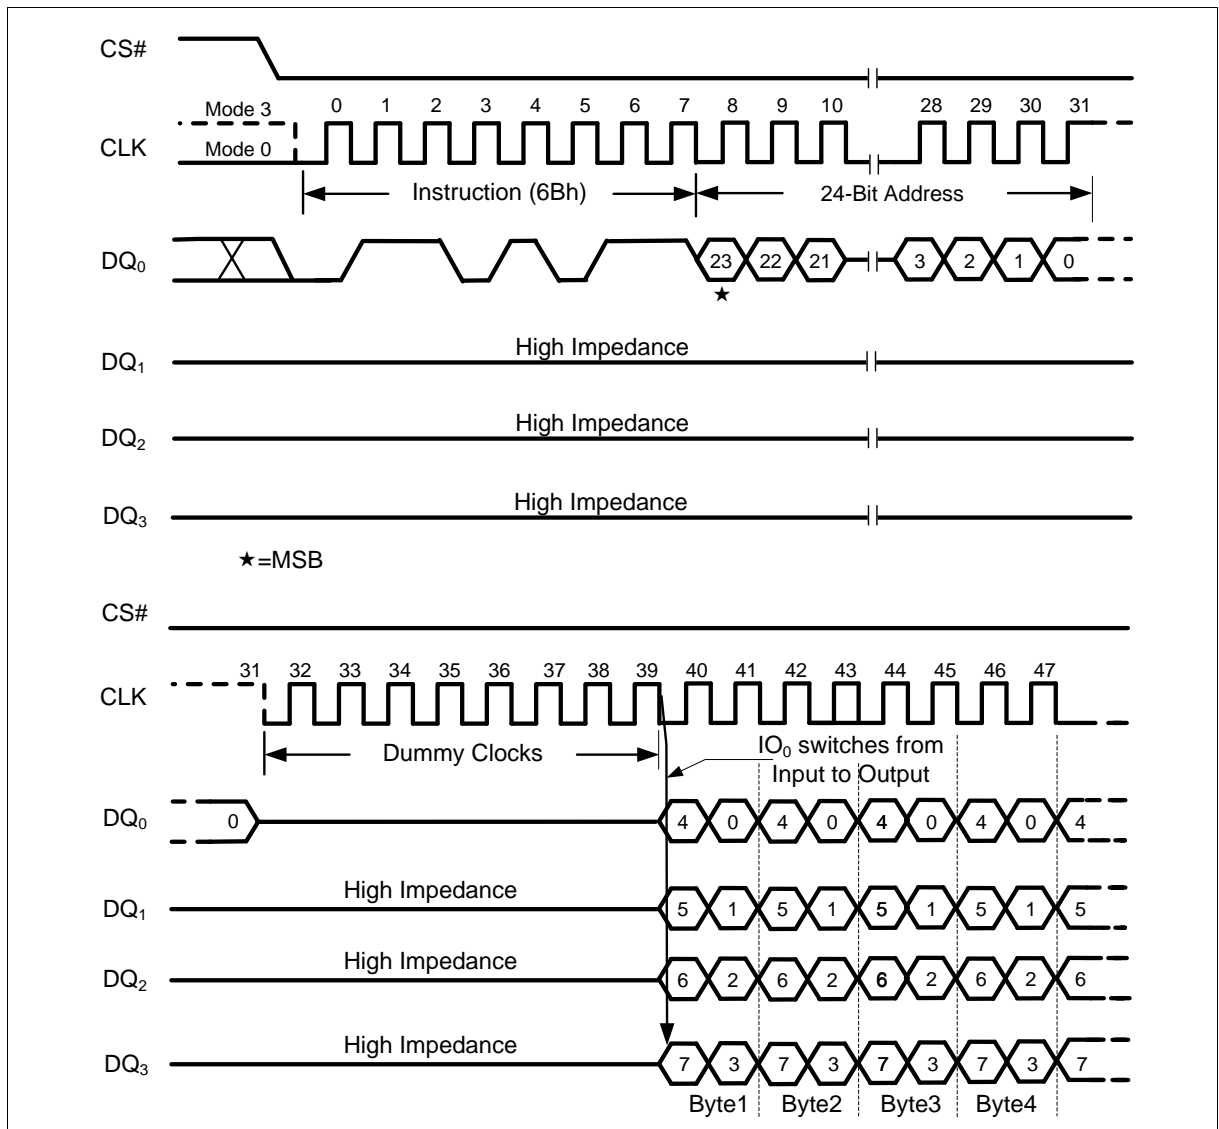 CS#
Mode 3 0 1 2 3 4 5 6 7 8 9 10 28 29 30 31
CLK Mode 0
Instruction (6Bh) 24-Bit Address
DQ0 23 22 21 3 2 1 0
★
DQ1 High Impedance
DQ2 High Impedance
DQ3 High Impedance
★=MSB
CS#
31 32 33 34 35 36 37 38 39 40 41 42 43 44 45 46 47
CLK
Dummy Clocks IO0 switches from
Input to Output
DQ0 0 4 0 4 0 4 0 4 0 4
DQ1 High Impedance 5 1 5 1 5 1 5 1 5
DQ2 High Impedance 6 2 6 2 6 2 6 2 6
DQ3 High Impedance 7 3 7 3 7 3 7 3 7
Byte1 Byte2 Byte3 Byte4